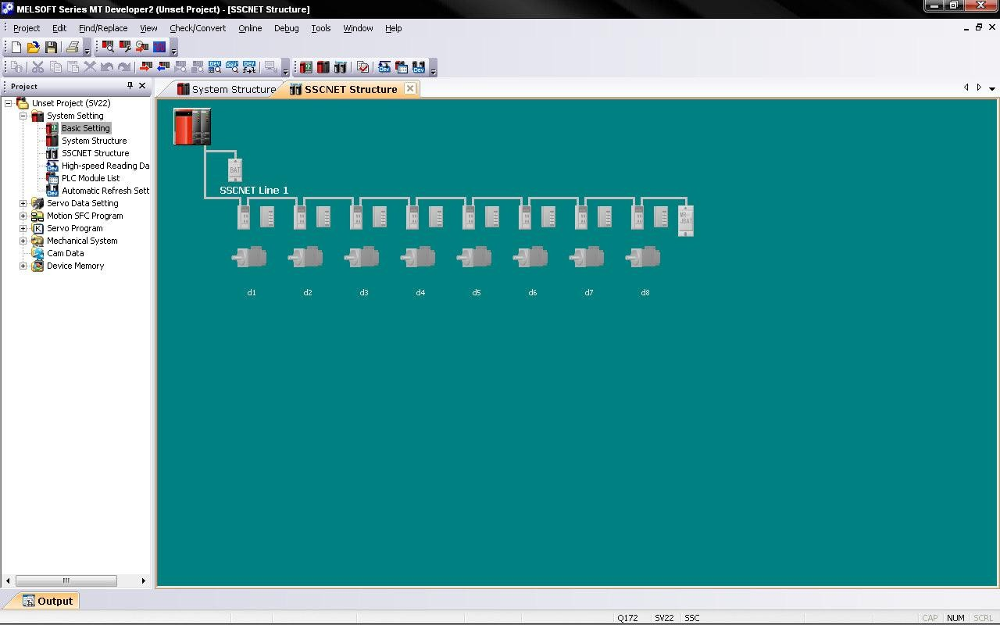 MELSOFT Series MT Developer2 (Unset Project) - [SSCNET Structure]
Project Edit Find/Replace View Check/Convert Online Debug Tools Window Help
Project
System Structure
SSCNET Structure
Unset Project (SV22)
System Setting
Basic Setting
System Structure
SSCNET Structure
High-speed Reading Da
PLC Module List
Automatic Refresh Sett
Servo Data Setting
Motion SFC Program
Servo Program
Mechanical System
Cam Data
Device Memory
BAT
SSCNET Line 1
MR-
JBAT
d1 d2 d3 d4 d5 d6 d7 d8
Output
Q172 SV22 SSC CAP NUM SCRL